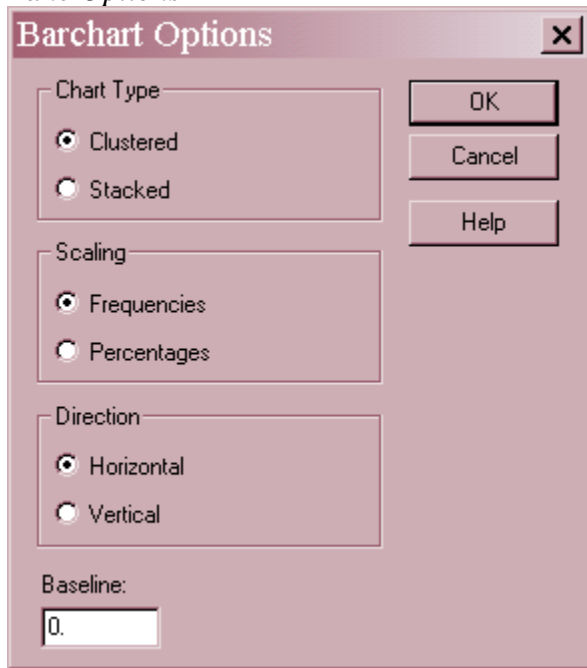 Barchart Options
Chart Type
Clustered
Stacked
OK
Cancel
Help
Scaling
Frequencies
Percentages
Direction
Horizontal
Vertical
Baseline:
0.